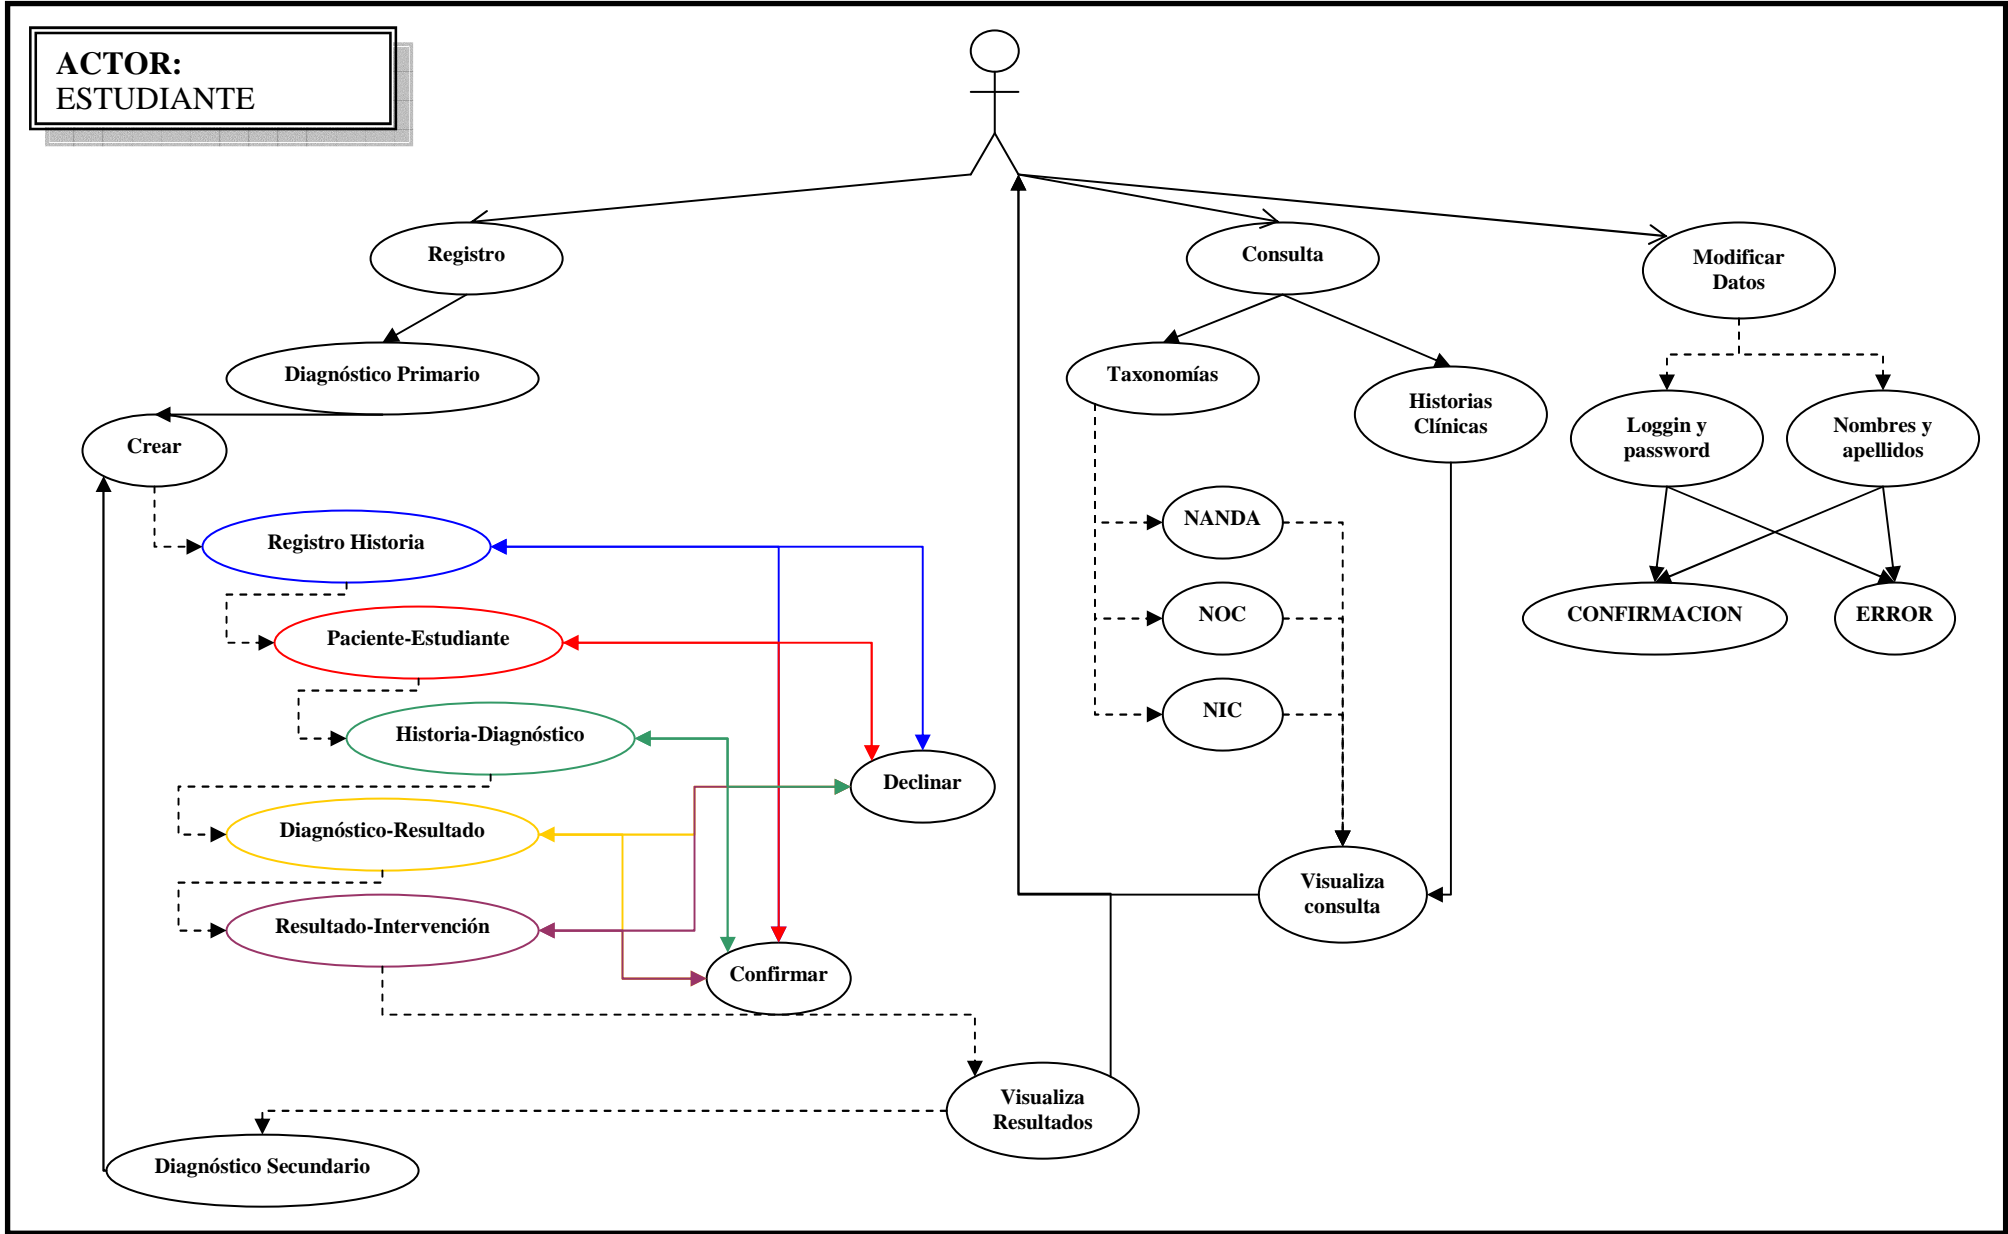 ACTOR:
ESTUDIANTE
Registro
Consulta
Modificar
Datos
Diagnóstico Primario
Taxonomías
Historias
Clínicas
Loggin y
password
Nombres y
apellidos
Crear
Registro Historia
NANDA
Paciente-Estudiante
NOC
CONFIRMACION
ERROR
Historia-Diagnóstico
NIC
Declinar
Diagnóstico-Resultado
Visualiza
consulta
Resultado-Intervención
Confirmar
Visualiza
Resultados
Diagnóstico Secundario